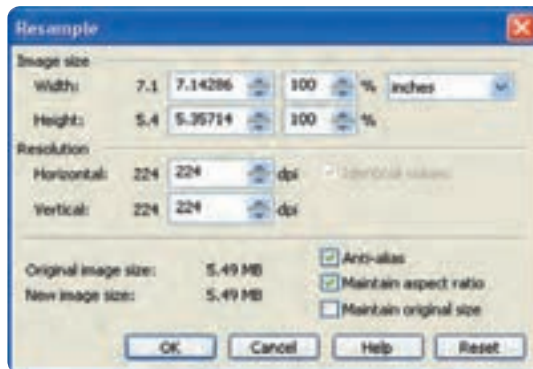 Resample
Image size
Width: 7.1 7.14286 100 % inches
Height: 5.4 5.35714 100 %
Resolution
Horizontal: 224 224 dpi Identical values
Vertical: 224 224 dpi
Original image size: 5.49 MB Anti-alias
New image size: 5.49 MB Maintain aspect ratio
Maintain original size
OK Cancel Help Reset